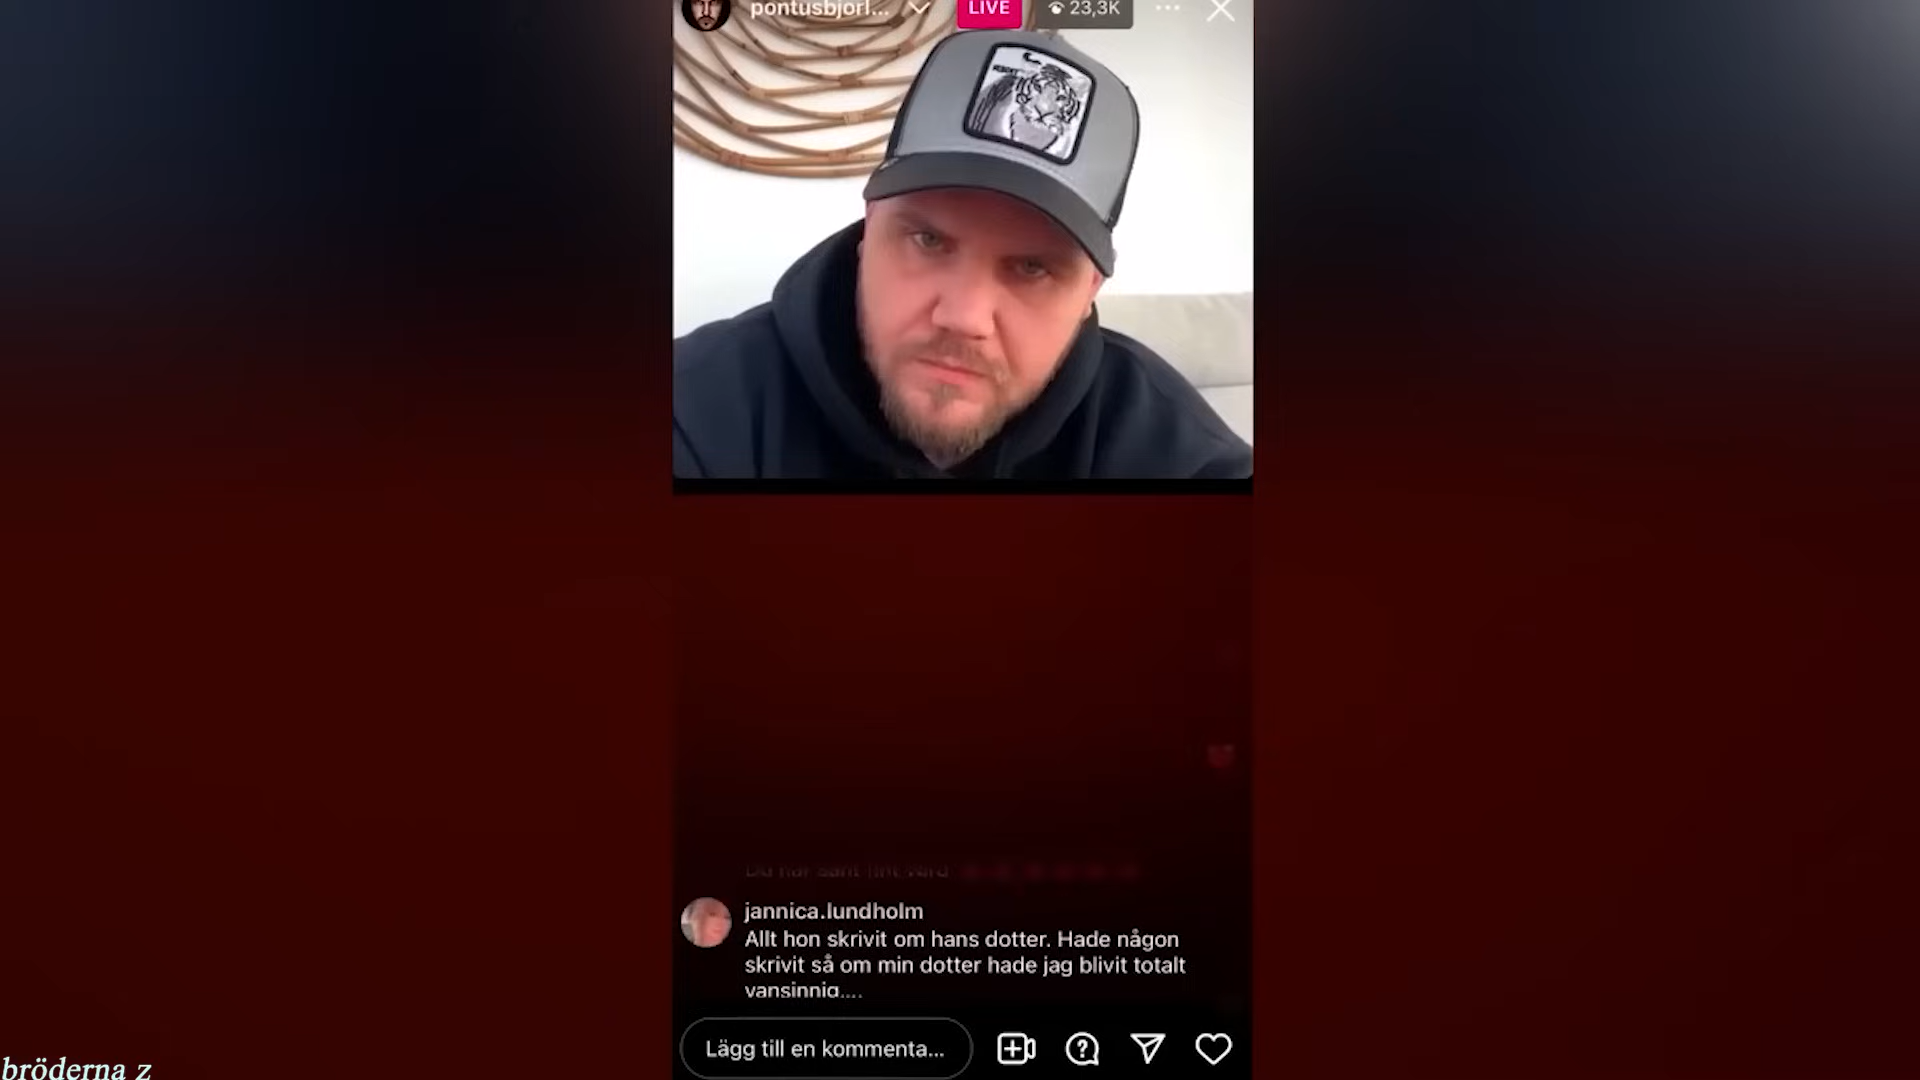 pontusbjorl...
LIVE
23,3K
jannica.lundholm
Allt hon skrivit om hans dotter. Hade någon
skrivit så om min dotter hade jag blivit totalt
vansinnig....
Lägg till en kommenta...
bröderna z